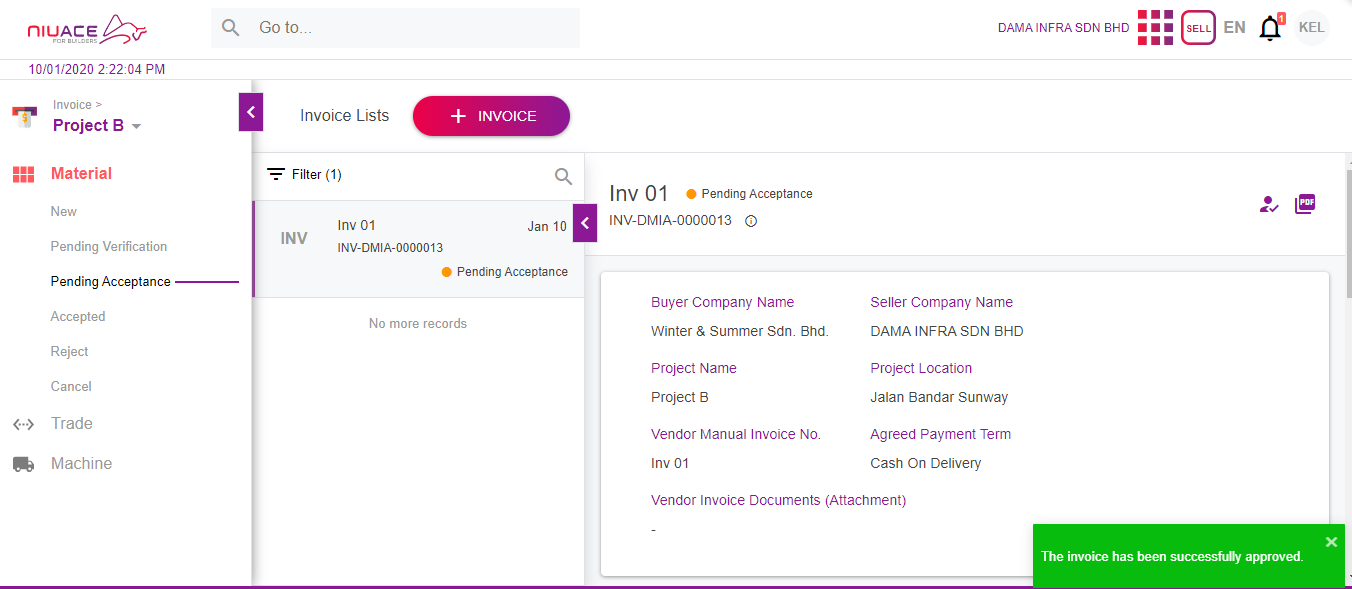 NIUACE
FOR BUILDERS
Go to...
DAMA INFRA SDN BHD
SELL
EN
1
KEL
10/01/2020 2:22:04 PM
Invoice >
Project B
Material
New
Pending Verification
Pending Acceptance
Accepted
Reject
Cancel
Trade
Machine
Invoice Lists
+ INVOICE
Filter (1)
INV
Inv 01
Jan 10
INV-DMIA-0000013
Pending Acceptance
No more records
Inv 01
Pending Acceptance
INV-DMIA-0000013
PDF
Buyer Company Name
Seller Company Name
Winter & Summer Sdn. Bhd.
DAMA INFRA SDN BHD
Project Name
Project Location
Project B
Jalan Bandar Sunway
Vendor Manual Invoice No.
Agreed Payment Term
Inv 01
Cash On Delivery
Vendor Invoice Documents (Attachment)
-
The invoice has been successfully approved.